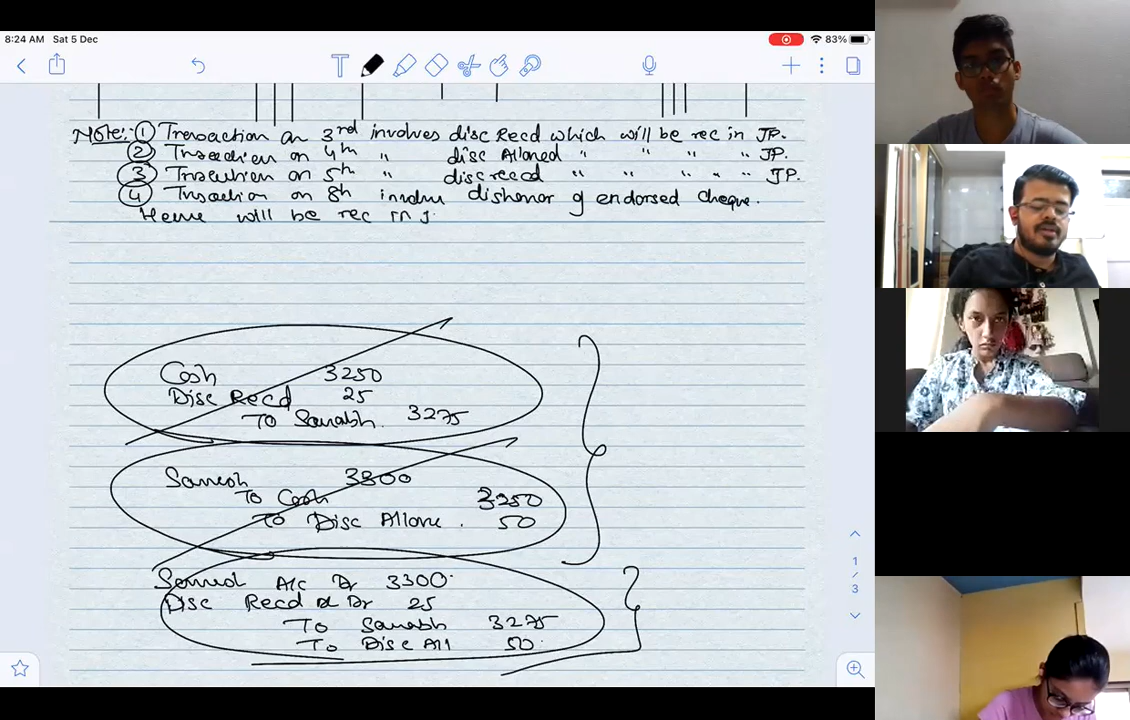 8:24 AM Sat 5 Dec
83%
Note:- ① Transaction on 3rd involves disc Recd which will be rec in JP.
② Transaction on 4th " disc Allowed " " " " JP.
③ Transaction on 5th " disc recd " " " " " JP.
④ Transaction on 8th involve dishonor of endorsed cheque.
Hence will be rec in J.
Cash 3250
Disc Recd 25
To Saurabh. 3275
3300
To Cash 3250
To Disc Allowe . 50
A/c Dr 3300
Disc Recd Dr 25
To Saurabh 3275
To Disc All 50
1
/
3